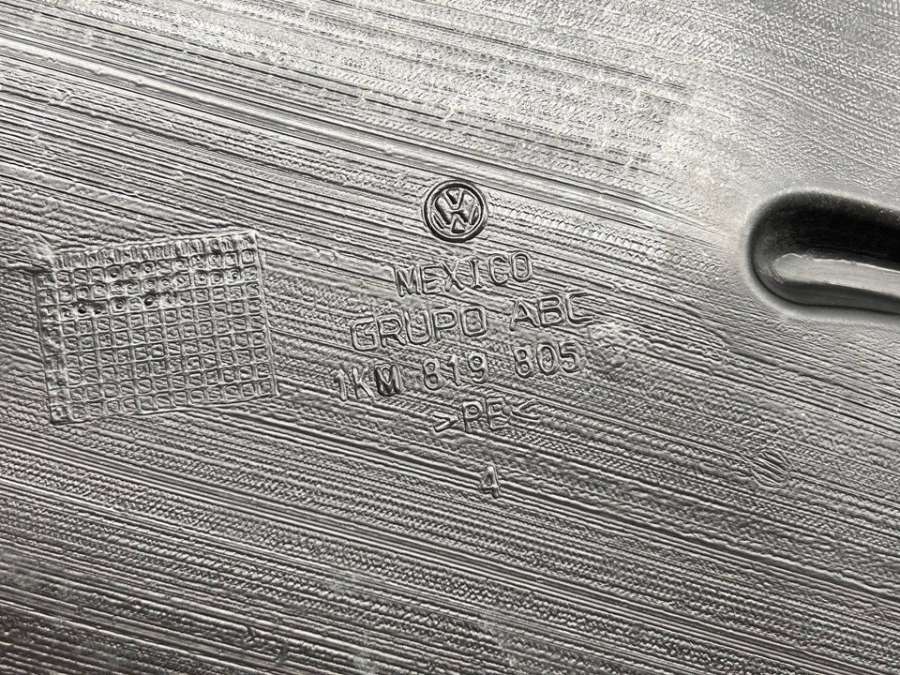 MEXICO
GRUPO ABC
1KM 819 805
>PE<
4